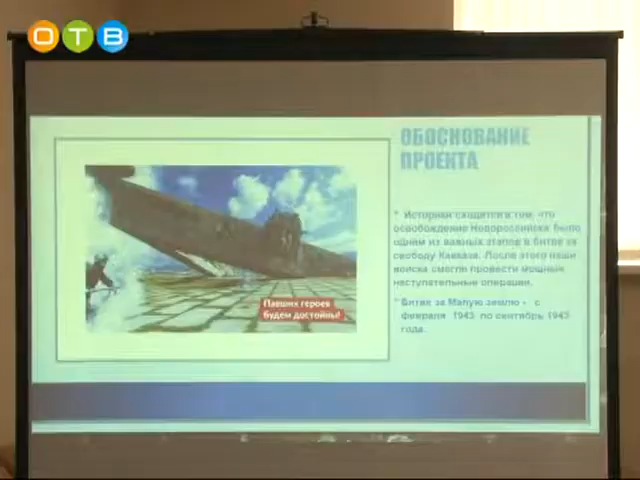 ОТВ
ОБОСНОВАНИЕ
ПРОЕКТА
* Историки сходятся в том, что
освобождение Новороссийска было
одним из важных этапов в битве за
свободу Кавказа. После этого наши
войска смогли провести мощные
наступательные операции.
* Битва за Малую землю - с
февраля 1943 по сентябрь 1943
года.
Павших героев
будем достойны!